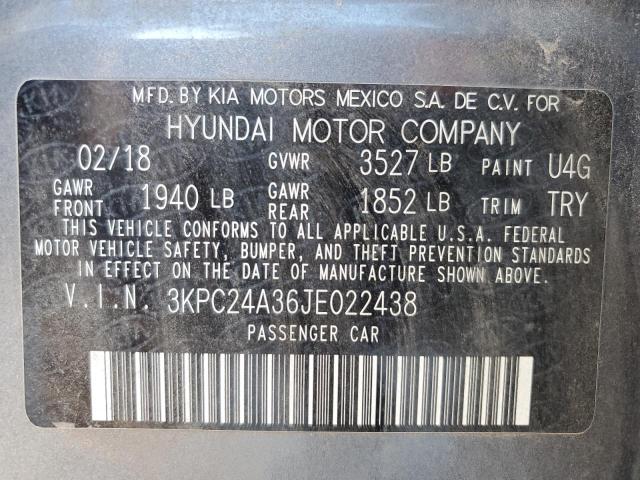 MFD. BY KIA MOTORS MEXICO S.A. DE C.V. FOR
HYUNDAI MOTOR COMPANY
02/18 GVWR 3527 LB PAINT U4G
GAWR FRONT 1940 LB GAWR REAR 1852 LB TRIM TRY
THIS VEHICLE CONFORMS TO ALL APPLICABLE U.S.A. FEDERAL
MOTOR VEHICLE SAFETY, BUMPER, AND THEFT PREVENTION STANDARDS
IN EFFECT ON THE DATE OF MANUFACTURE SHOWN ABOVE.
V.I.N. 3KPC24A36JE022438
PASSENGER CAR